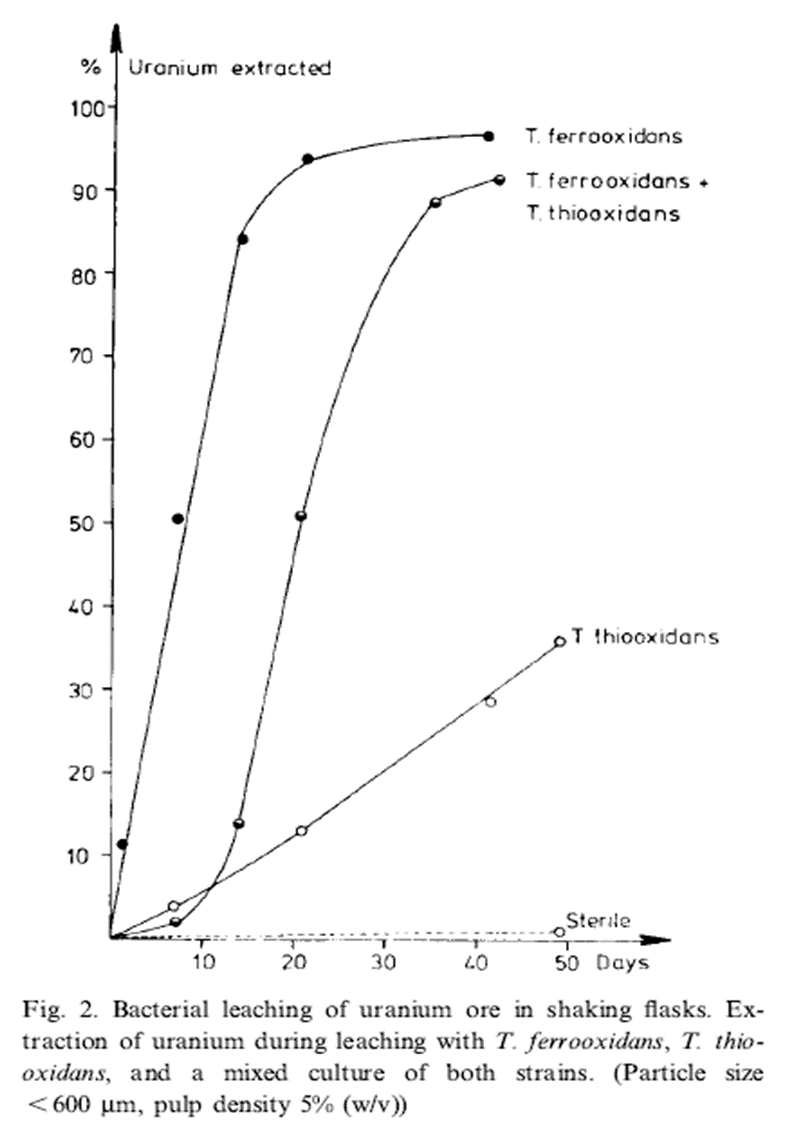 % Uranium extracted
100
90
80
70
60
50
40
30
20
10
T. ferrooxidans
T. ferrooxidans +
T. thiooxidans
T thiooxidans
Sterile
10 20 30 40 50 Days
Fig. 2. Bacterial leaching of uranium ore in shaking flasks. Ex-
traction of uranium during leaching with T. ferrooxidans, T. thio-
oxidans, and a mixed culture of both strains. (Particle size
< 600 µm, pulp density 5% (w/v))